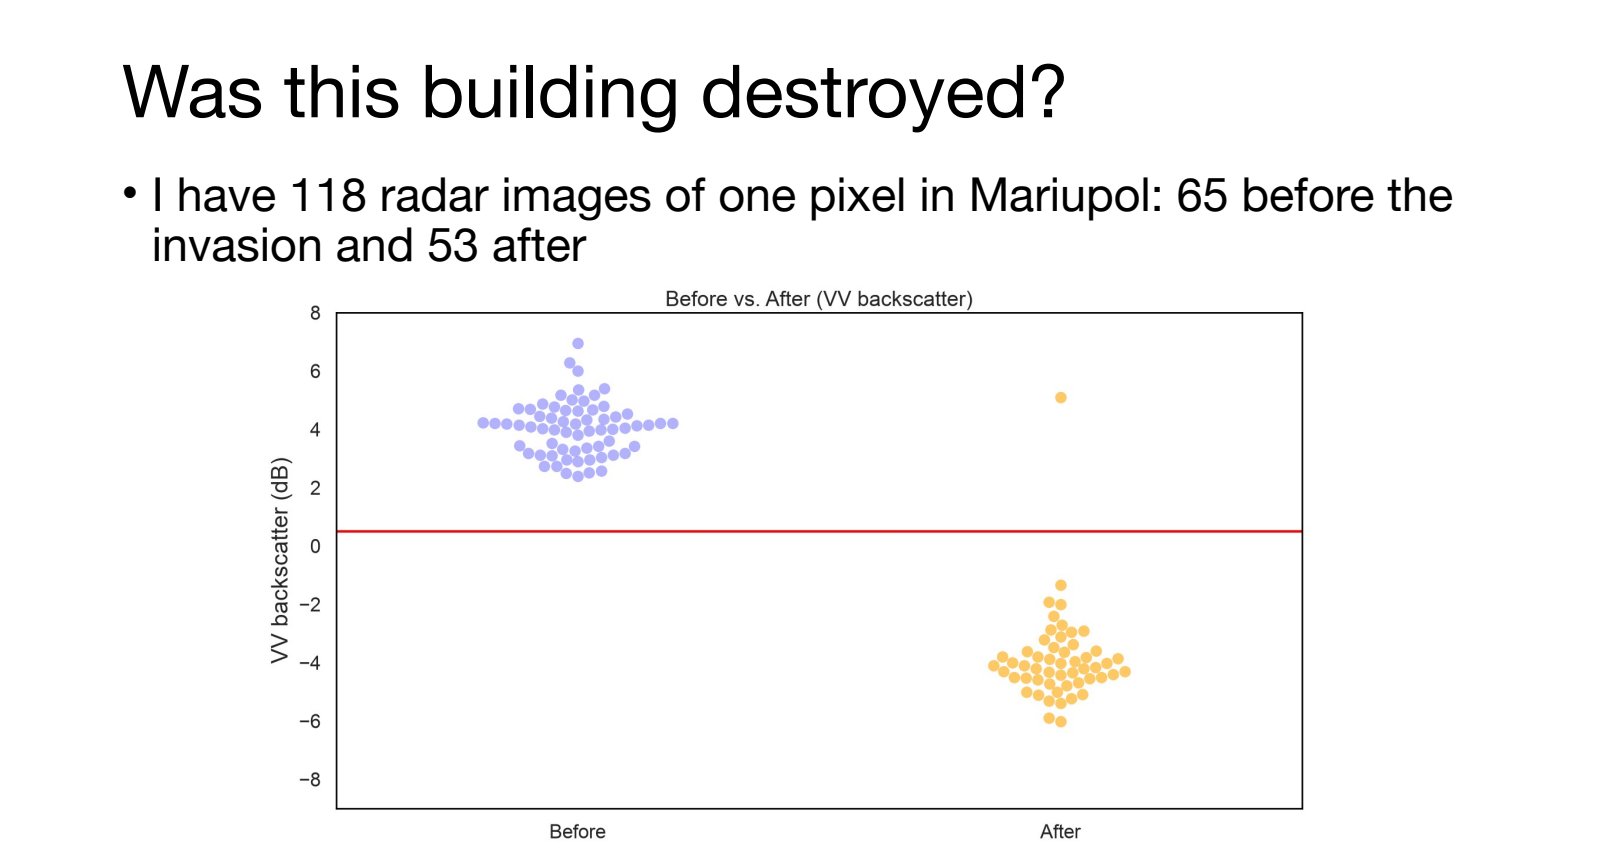 Was this building destroyed?
• I have 118 radar images of one pixel in Mariupol: 65 before the
invasion and 53 after
Before vs. After (VV backscatter)
8
6
4
2
0
−2
−4
−6
−8
VV backscatter (dB)
Before
After